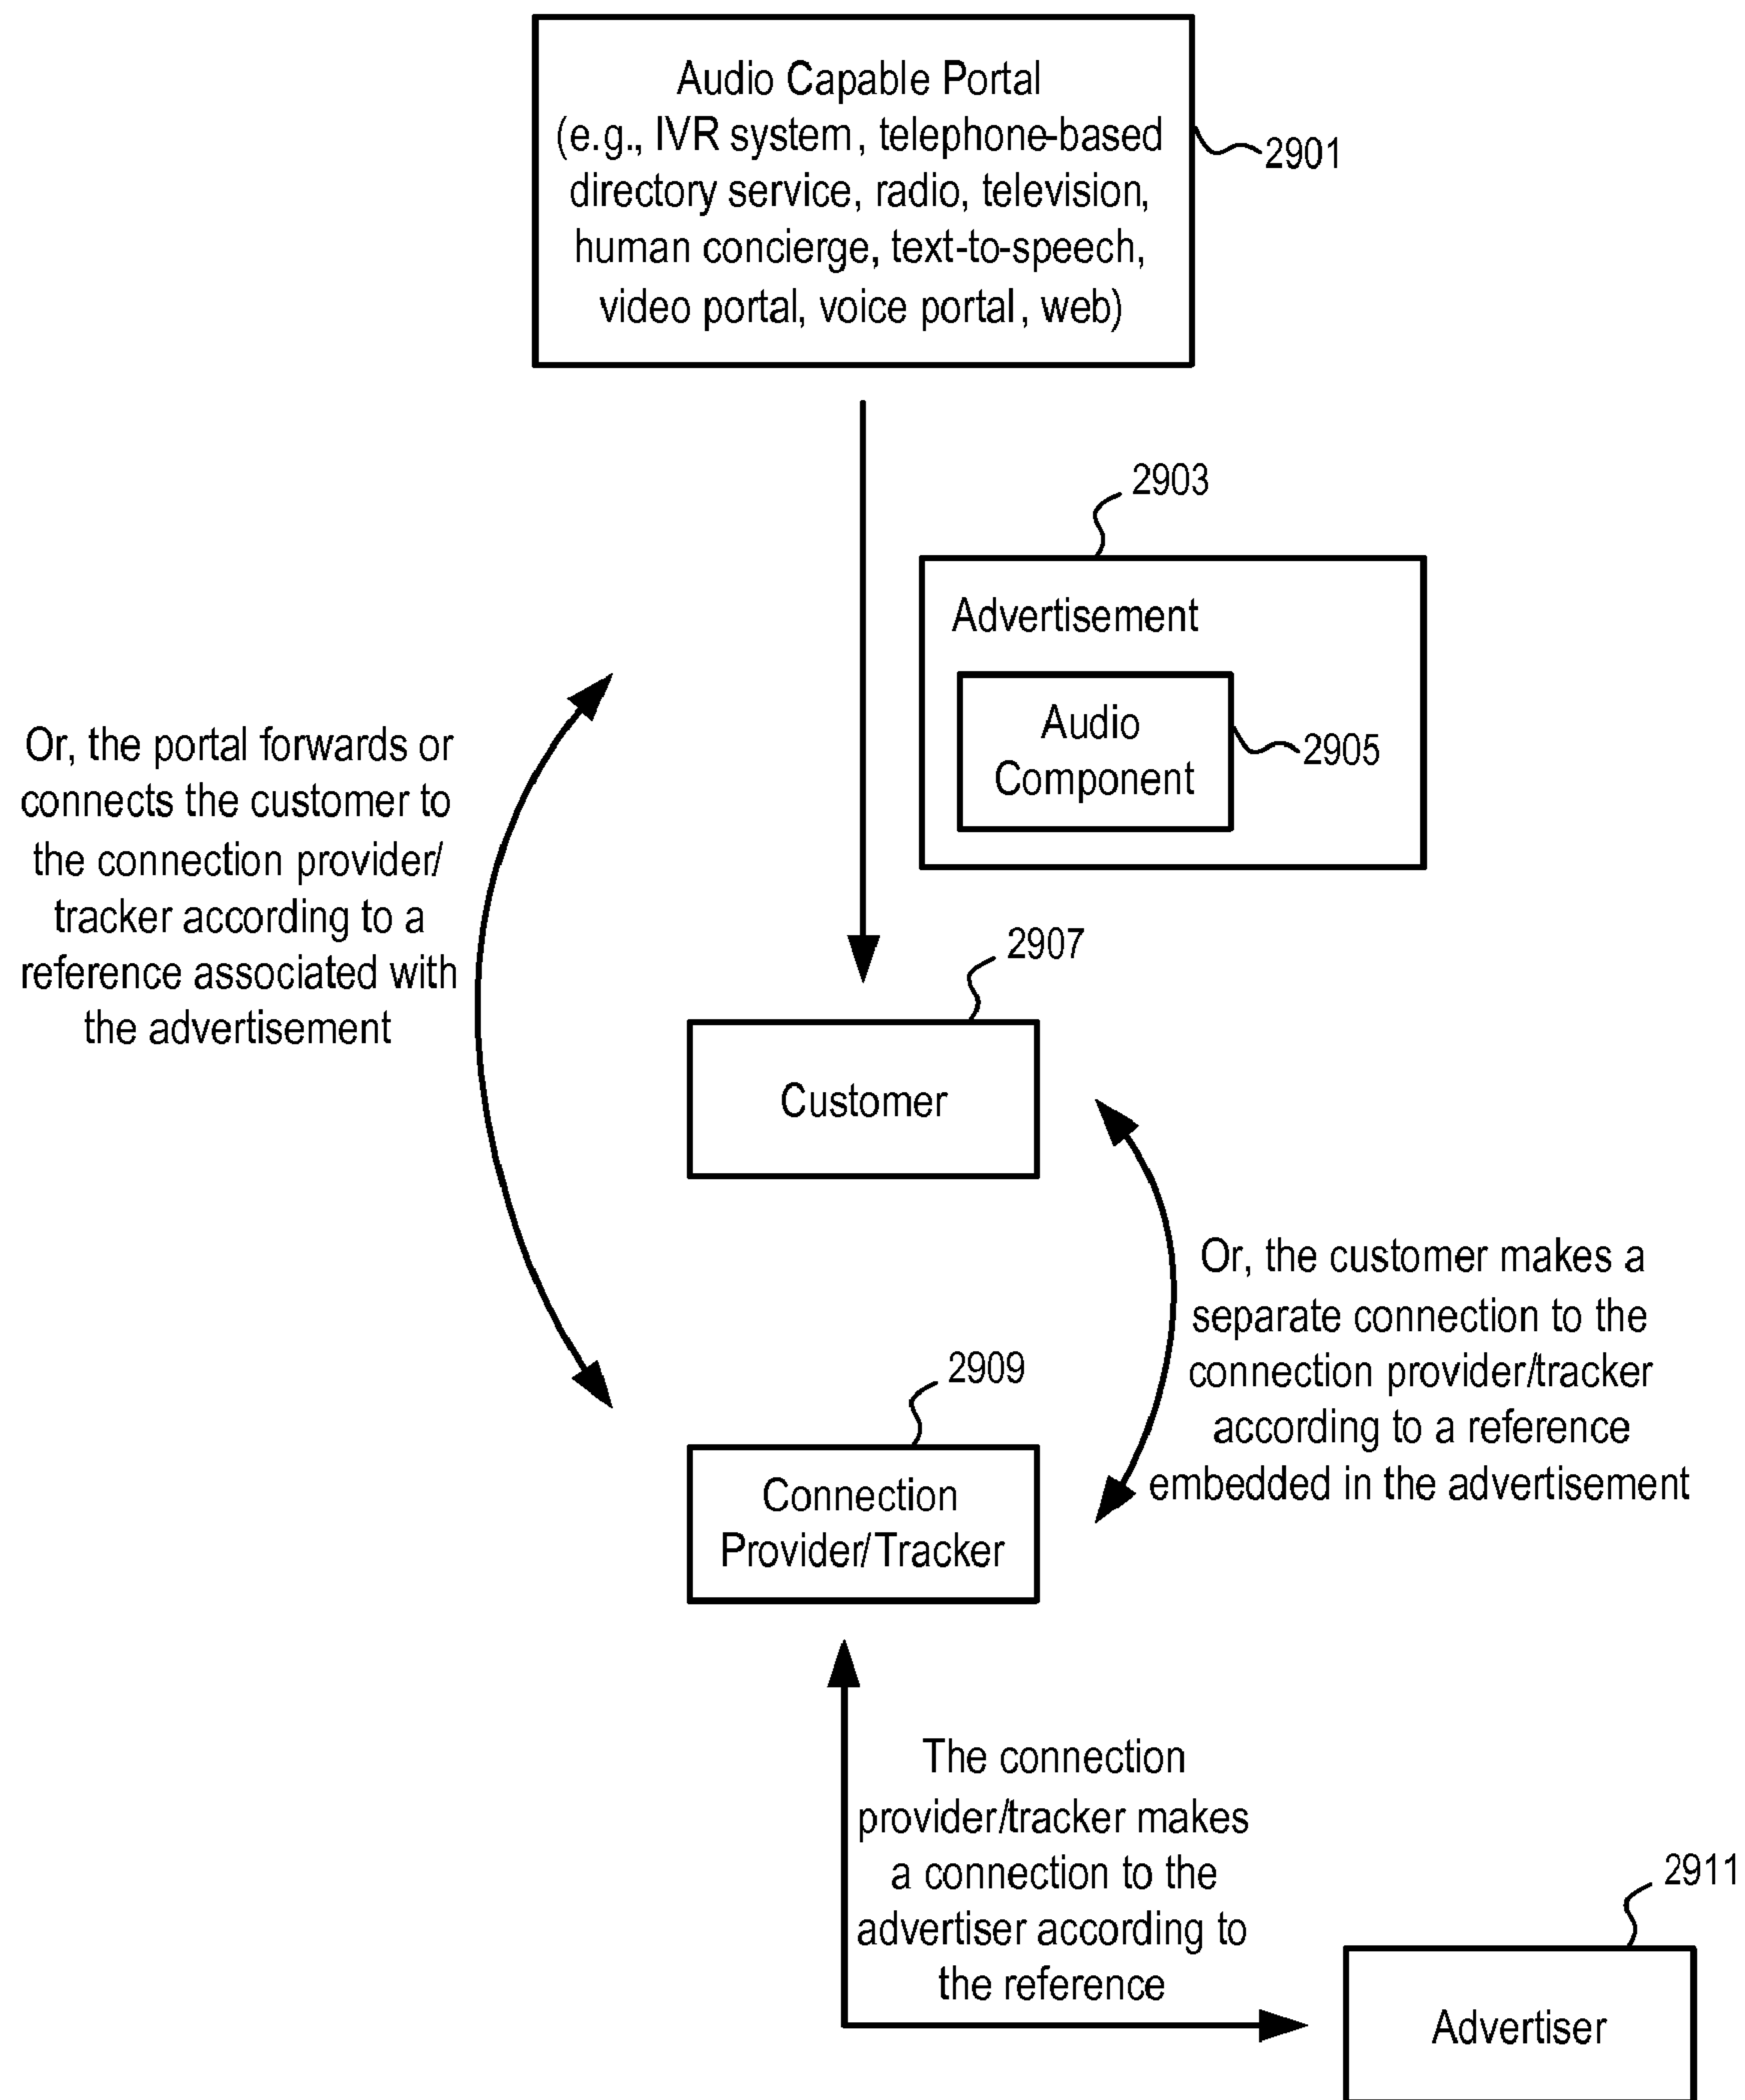 Audio Capable Portal
(e.g., IVR system, telephone-based
directory service, radio, television,
human concierge, text-to-speech,
video portal, voice portal, web)
2901
2903
Advertisement
Audio
Component
2905
Or, the portal forwards or
connects the customer to
the connection provider/
tracker according to a
reference associated with
the advertisement
2907
Customer
Or, the customer makes a
separate connection to the
connection provider/tracker
according to a reference
embedded in the advertisement
2909
Connection
Provider/Tracker
The connection
provider/tracker makes
a connection to the
advertiser according to
the reference
2911
Advertiser